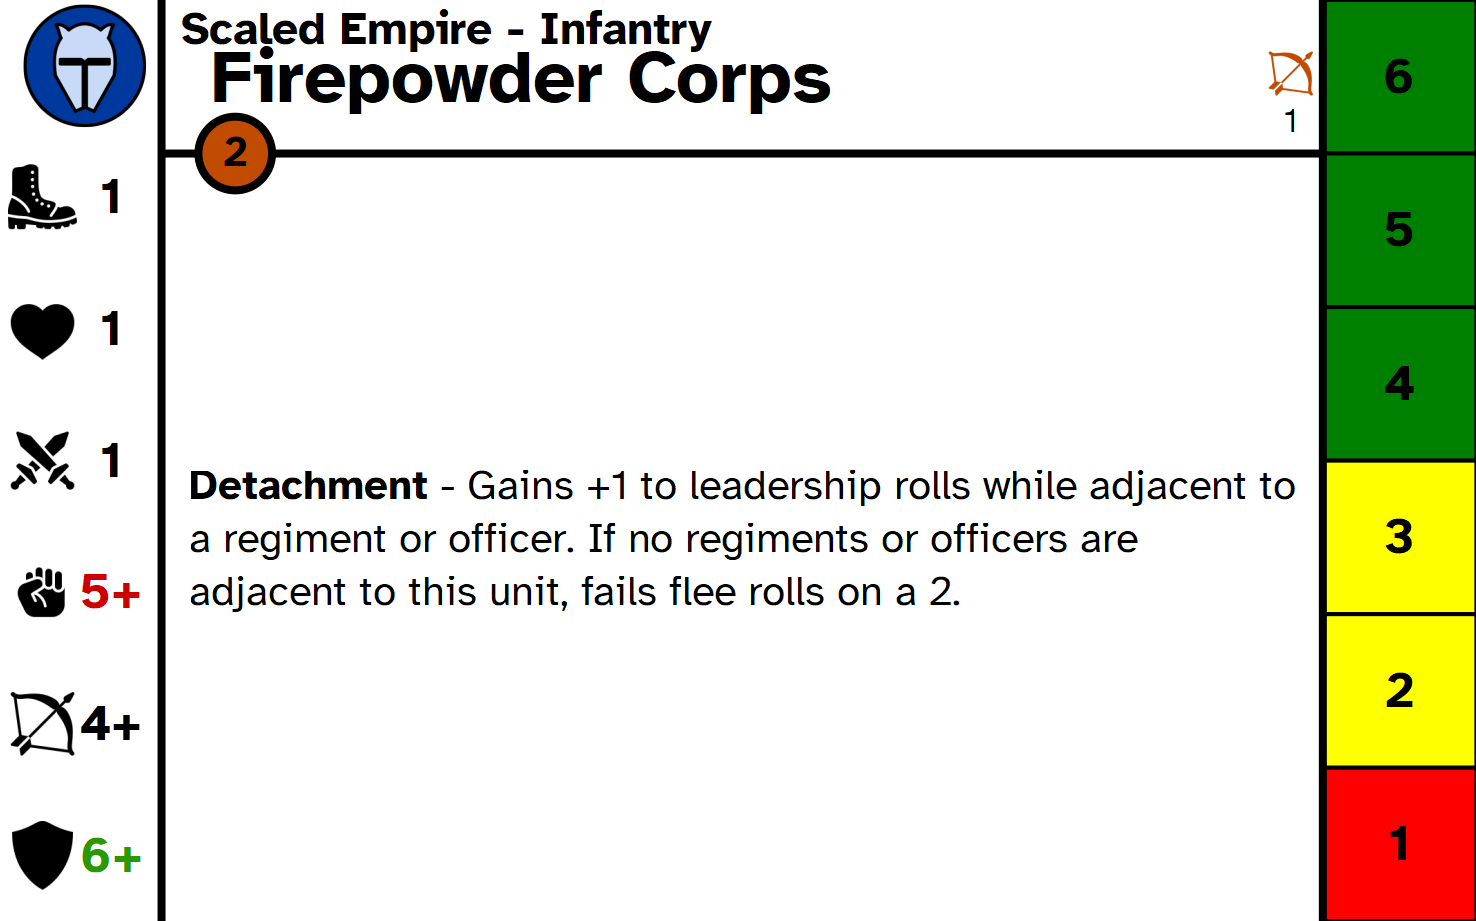 Scaled Empire - Infantry
Firepowder Corps
1
2
1
1
1
5+
4+
6+
Detachment - Gains +1 to leadership rolls while adjacent to
a regiment or officer. If no regiments or officers are
adjacent to this unit, fails flee rolls on a 2.
6
5
4
3
2
1